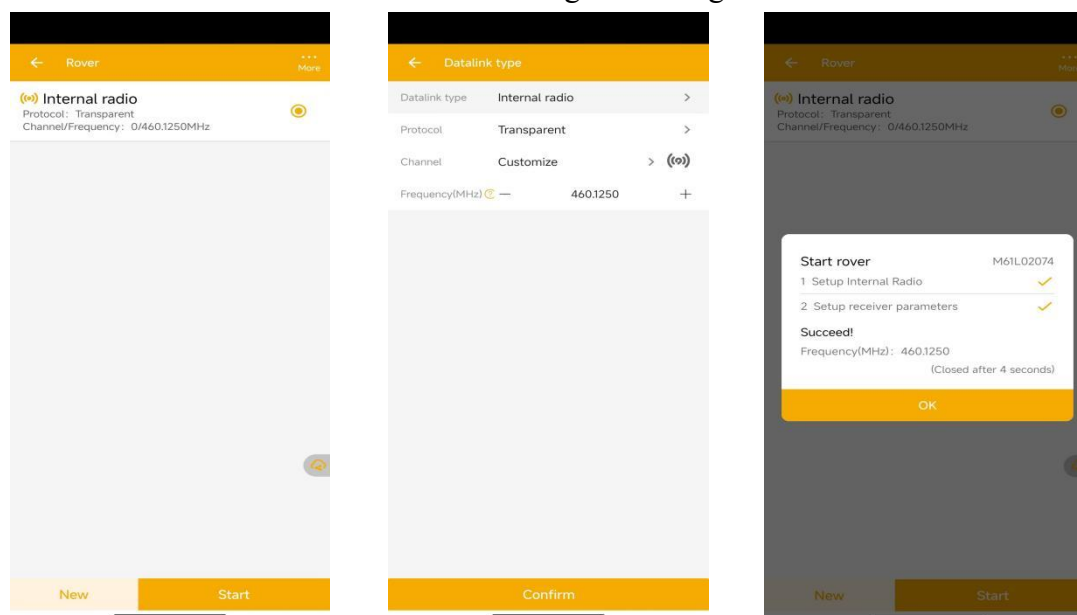 Rover
More
Internal radio
Protocol: Transparent
Channel/Frequency: 0/460.1250MHz
New
Start
Datalink type
Datalink type Internal radio
Protocol Transparent
Channel Customize
Frequency(MHz) 460.1250
Confirm
Rover
Internal radio
Protocol: Transparent
Channel/Frequency: 0/460.1250MHz
Start rover M61L02074
1 Setup Internal Radio
2 Setup receiver parameters
Succeed!
Frequency(MHz): 460.1250
(Closed after 4 seconds)
OK
New
Start